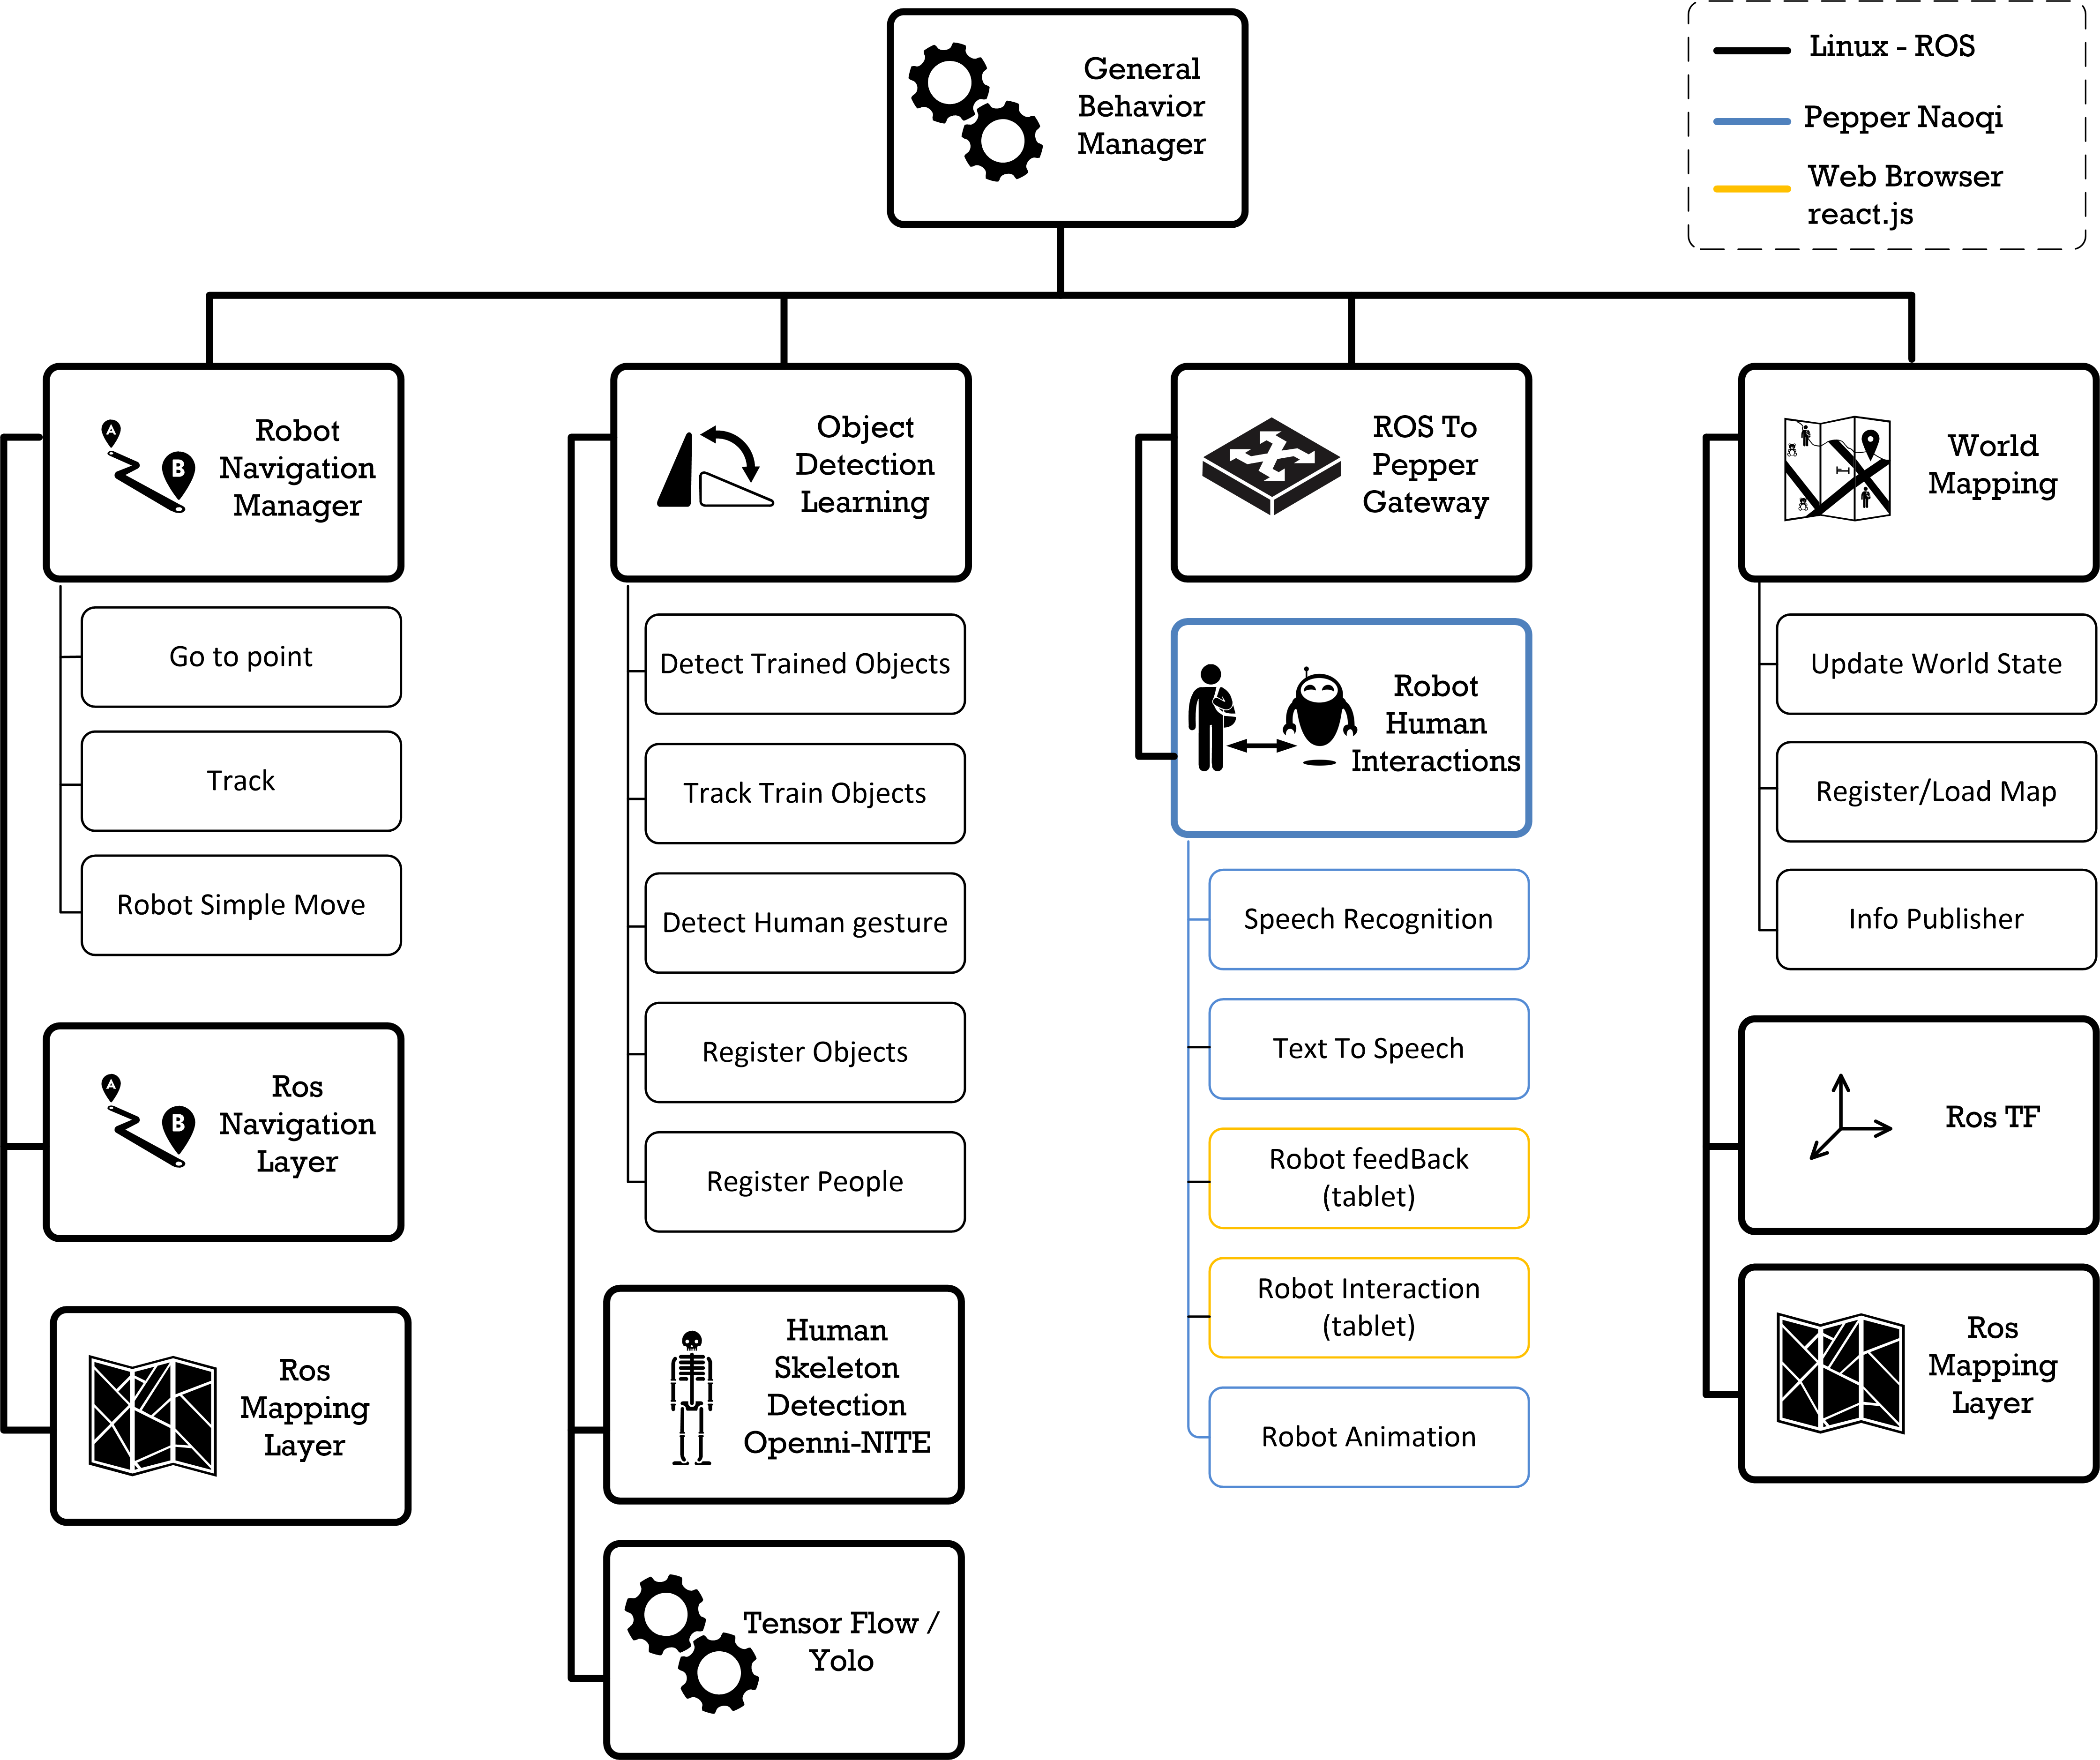 General
Behavior
Manager
Linux - ROS
Pepper Naoqi
Web Browser
react.js
A
B
Robot
Navigation
Manager
Go to point
Track
Robot Simple Move
A
B
Ros
Navigation
Layer
Ros
Mapping
Layer
Object
Detection
Learning
Detect Trained Objects
Track Train Objects
Detect Human gesture
Register Objects
Register People
Human
Skeleton
Detection
Openni-NITE
Tensor Flow /
Yolo
ROS To
Pepper
Gateway
Robot
Human
Interactions
Speech Recognition
Text To Speech
Robot feedBack
(tablet)
Robot Interaction
(tablet)
Robot Animation
World
Mapping
Update World State
Register/Load Map
Info Publisher
Ros TF
Ros
Mapping
Layer